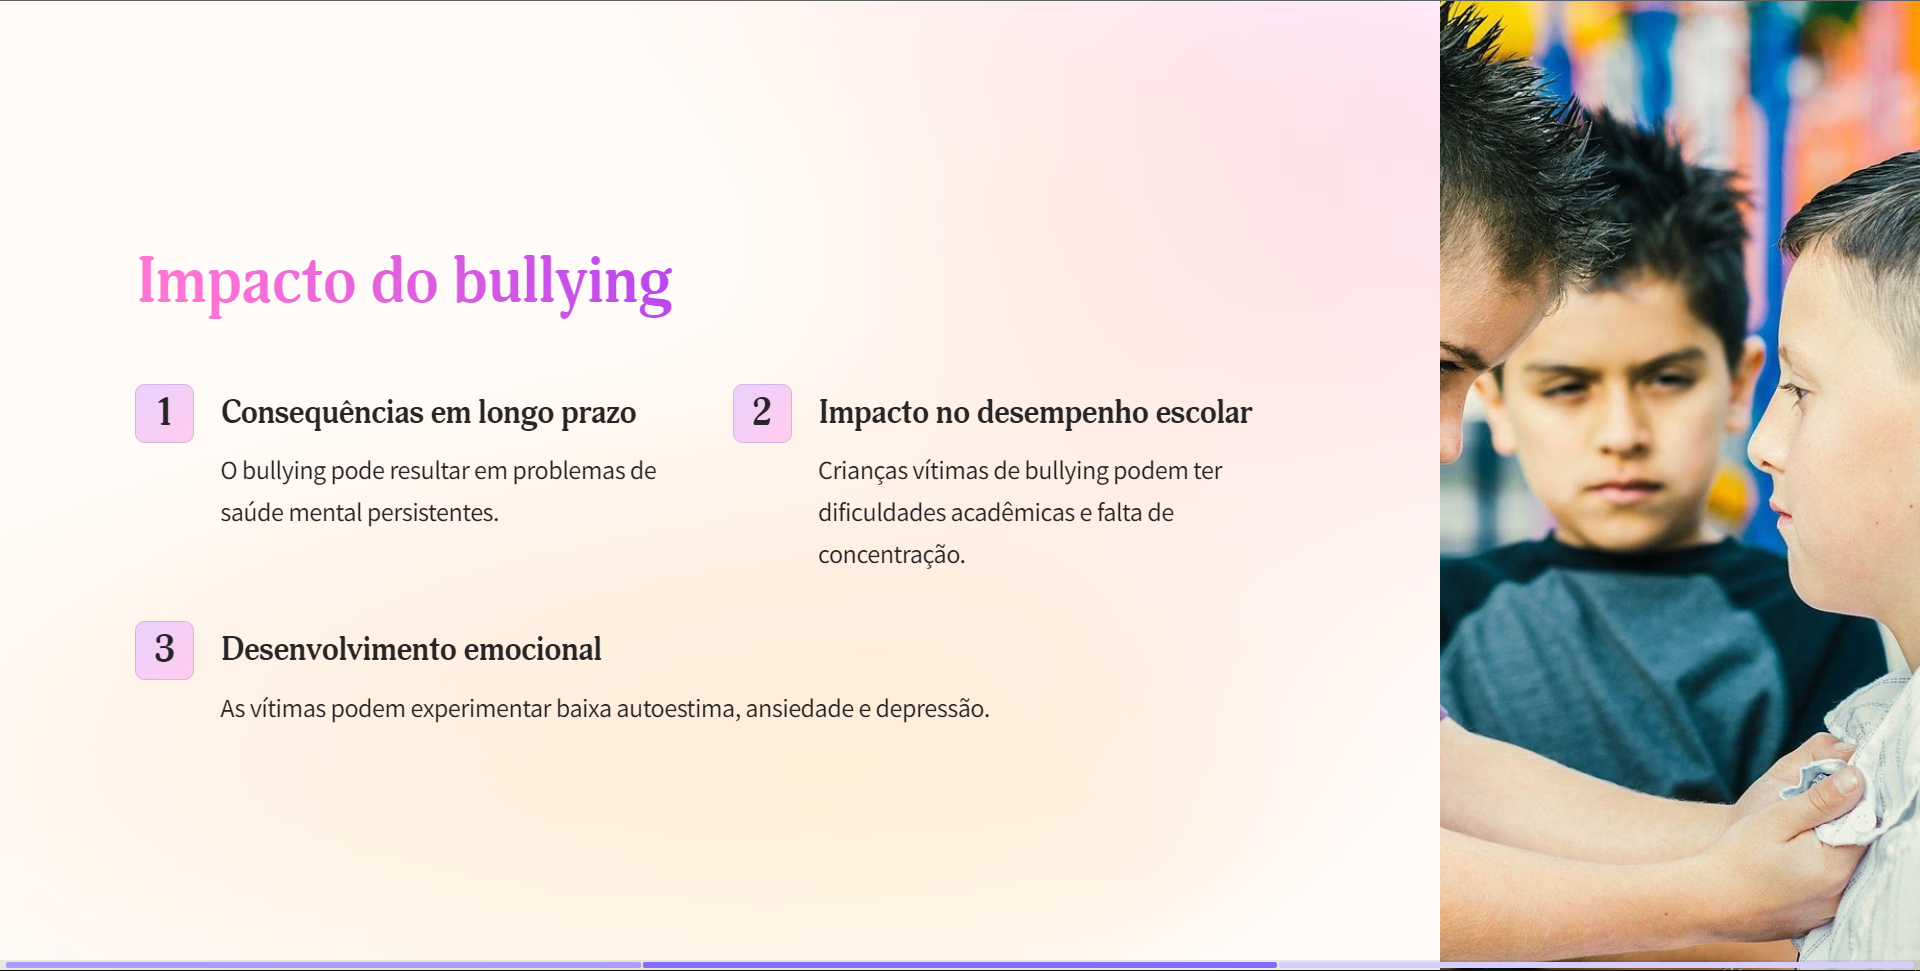 Impacto do bullying
1
Consequências em longo prazo
O bullying pode resultar em problemas de
saúde mental persistentes.
2
Impacto no desempenho escolar
Crianças vítimas de bullying podem ter
dificuldades acadêmicas e falta de
concentração.
3
Desenvolvimento emocional
As vítimas podem experimentar baixa autoestima, ansiedade e depressão.